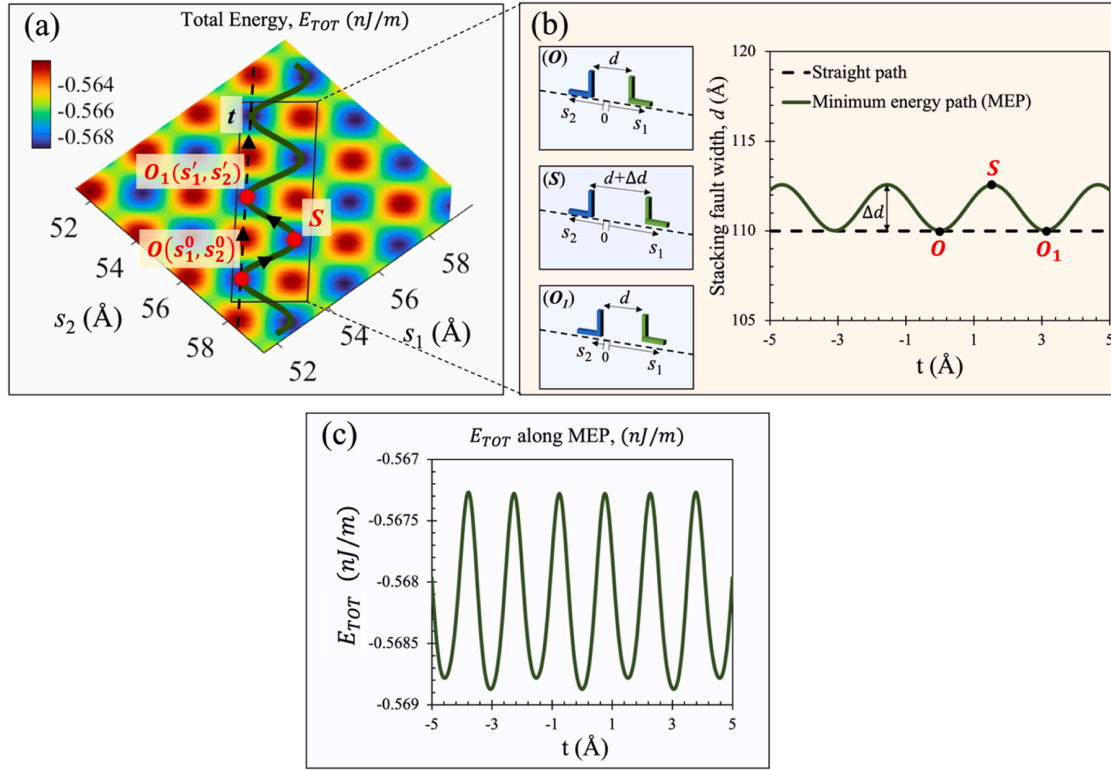 (a)
Total Energy, E_TOT (nJ/m)
-0.564
-0.566
-0.568
t
O₁(s₁′, s₂′)
S
O(s₁⁰, s₂⁰)
52
54
56
58
s₂ (Å)
52
54
56
58
s₁ (Å)
(b)
(O)
d
s₂
0
s₁
(S)
d+Δd
s₂
0
s₁
(O₁)
d
s₂
0
s₁
Stacking fault width, d (Å)
120
115
110
105
Straight path
Minimum energy path (MEP)
S
Δd
O
O₁
-5 -3 -1 1 3 5
t (Å)
(c)
E_TOT along MEP, (nJ/m)
E_TOT (nJ/m)
-0.567
-0.5675
-0.568
-0.5685
-0.569
-5 -3 -1 1 3 5
t (Å)